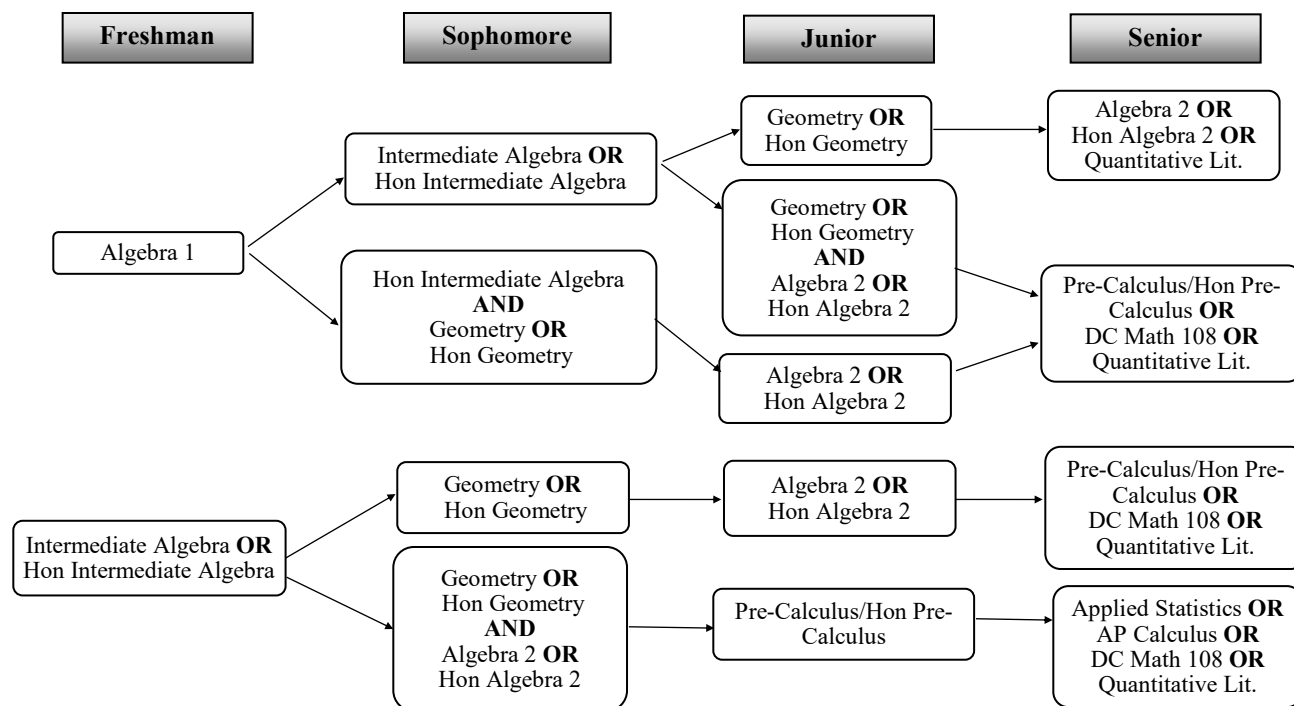 Freshman
Sophomore
Junior
Senior
Algebra 1
Intermediate Algebra OR
Hon Intermediate Algebra
Hon Intermediate Algebra
AND
Geometry OR
Hon Geometry
Geometry OR
Hon Geometry
Geometry OR
Hon Geometry
AND
Algebra 2 OR
Hon Algebra 2
Algebra 2 OR
Hon Algebra 2
Algebra 2 OR
Hon Algebra 2 OR
Quantitative Lit.
Pre-Calculus/Hon Pre-
Calculus OR
DC Math 108 OR
Quantitative Lit.
Intermediate Algebra OR
Hon Intermediate Algebra
Geometry OR
Hon Geometry
Geometry OR
Hon Geometry
AND
Algebra 2 OR
Hon Algebra 2
Algebra 2 OR
Hon Algebra 2
Pre-Calculus/Hon Pre-
Calculus
Pre-Calculus/Hon Pre-
Calculus OR
DC Math 108 OR
Quantitative Lit.
Applied Statistics OR
AP Calculus OR
DC Math 108 OR
Quantitative Lit.